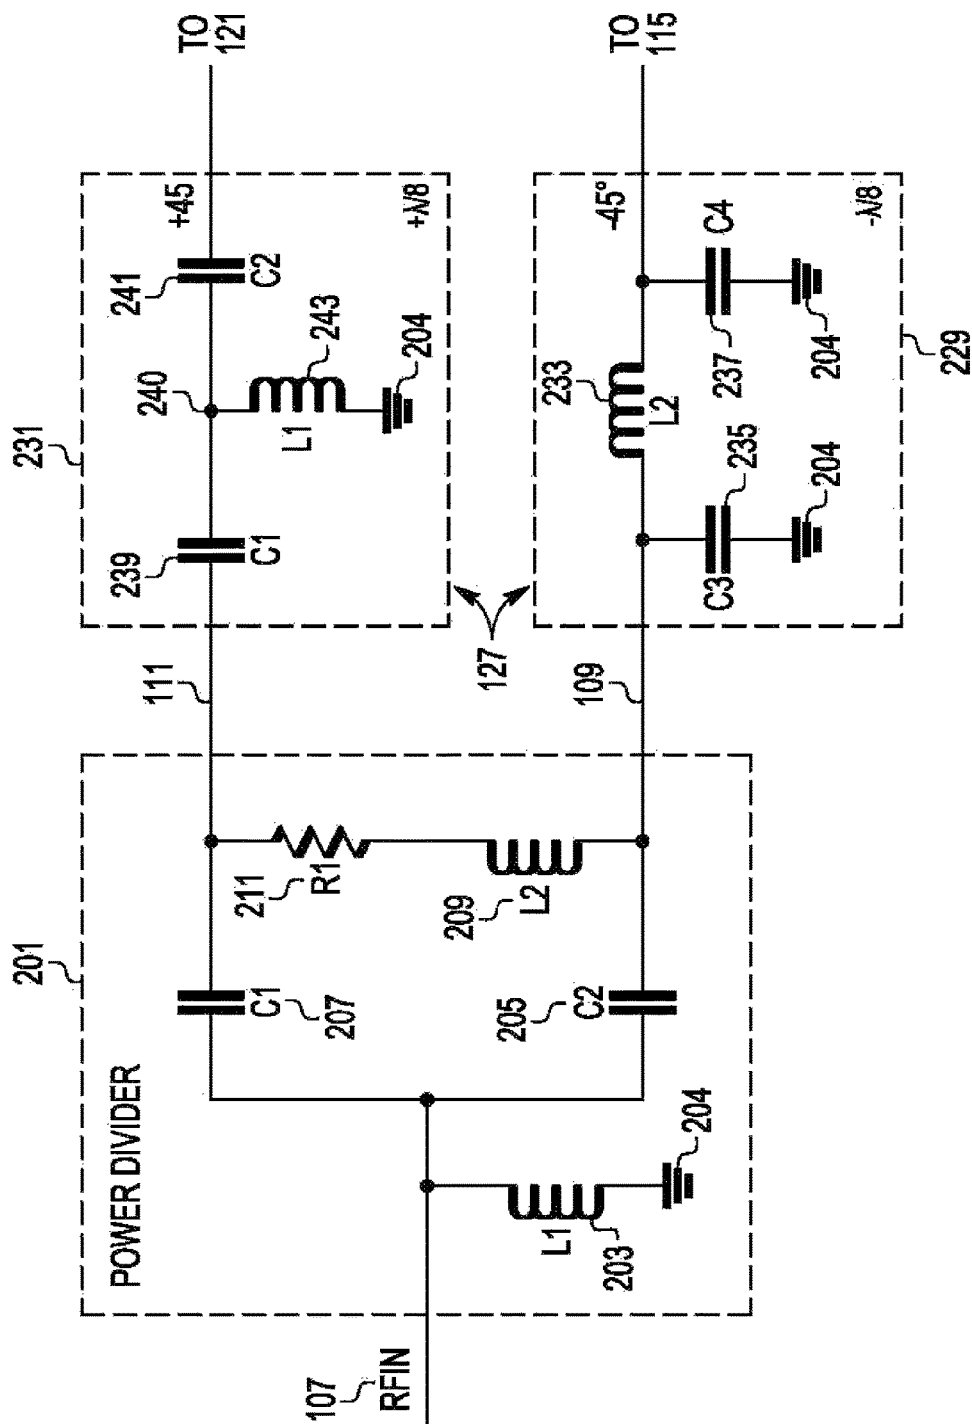 107
RFIN
201
POWER DIVIDER
L1
203
204
C1
207
205
C2
211
R1
209
L2
111
109
127
231
239
C1
240
L1
243
204
241
C2
+45
+λ/8
TO
121
C3
235
204
233
L2
237
C4
204
-45°
-λ/8
229
TO
115